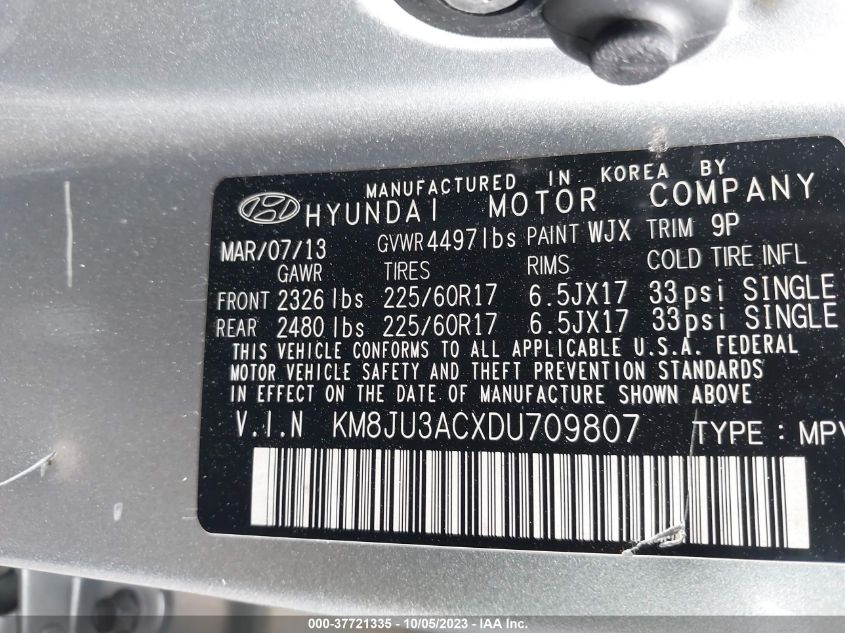 MANUFACTURED IN KOREA BY
HYUNDAI MOTOR COMPANY
MAR/07/13 GVWR 4497lbs PAINT WJX TRIM 9P
GAWR TIRES RIMS COLD TIRE INFL
FRONT 2326 lbs 225/60R17 6.5JX17 33psi SINGLE
REAR 2480 lbs 225/60R17 6.5JX17 33psi SINGLE
THIS VEHICLE CONFORMS TO ALL APPLICABLE U.S.A. FEDERAL
MOTOR VEHICLE SAFETY AND THEFT PREVENTION STANDARDS
IN EFFECT ON THE DATE OF MANUFACTURE SHOWN ABOVE
V.I.N KM8JU3ACXDU709807 TYPE : MPV
000-37721335 - 10/05/2023 - IAA Inc.